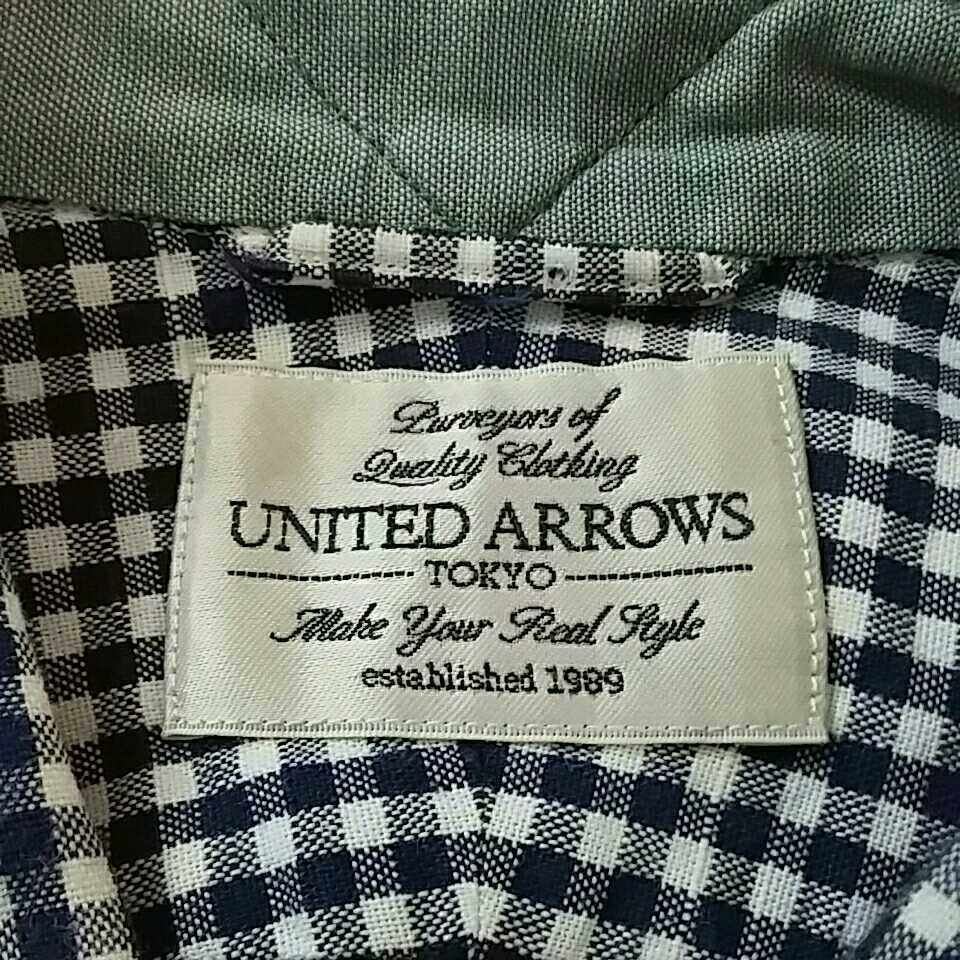 Purveyors of
Quality Clothing
UNITED ARROWS
TOKYO
Make Your Real Style
established 1989